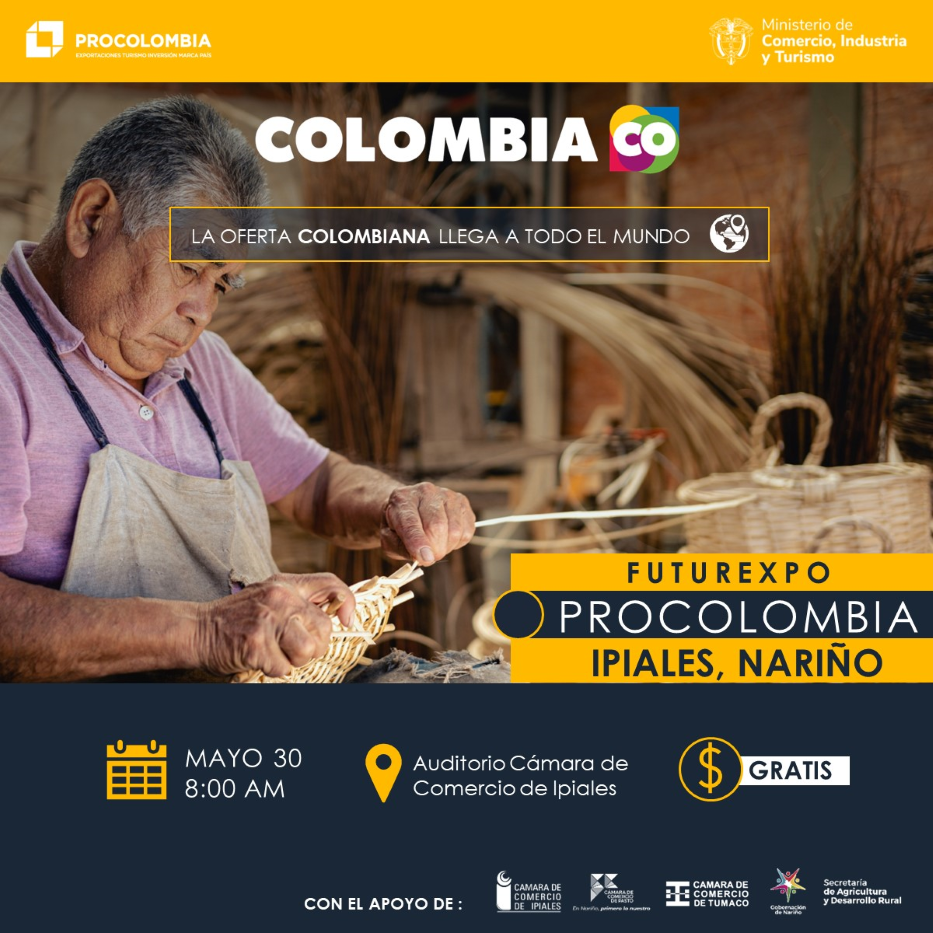 PROCOLOMBIA
EXPORTACIONES TURISMO INVERSIÓN MARCA PAÍS
Ministerio de
Comercio, Industria
y Turismo
COLOMBIA CO
LA OFERTA COLOMBIANA LLEGA A TODO EL MUNDO
FUTUREXPO
PROCOLOMBIA
IPIALES, NARIÑO
MAYO 30
8:00 AM
Auditorio Cámara de
Comercio de Ipiales
$ GRATIS
CON EL APOYO DE :
CAMARA DE
COMERCIO
DE IPIALES
CÁMARA DE
COMERCIO
DE PASTO
En Nariño, primero lo nuestro
CAMARA DE
COMERCIO
DE TUMACO
Gobernación
de Nariño
Secretaría
de Agricultura
y Desarrollo Rural